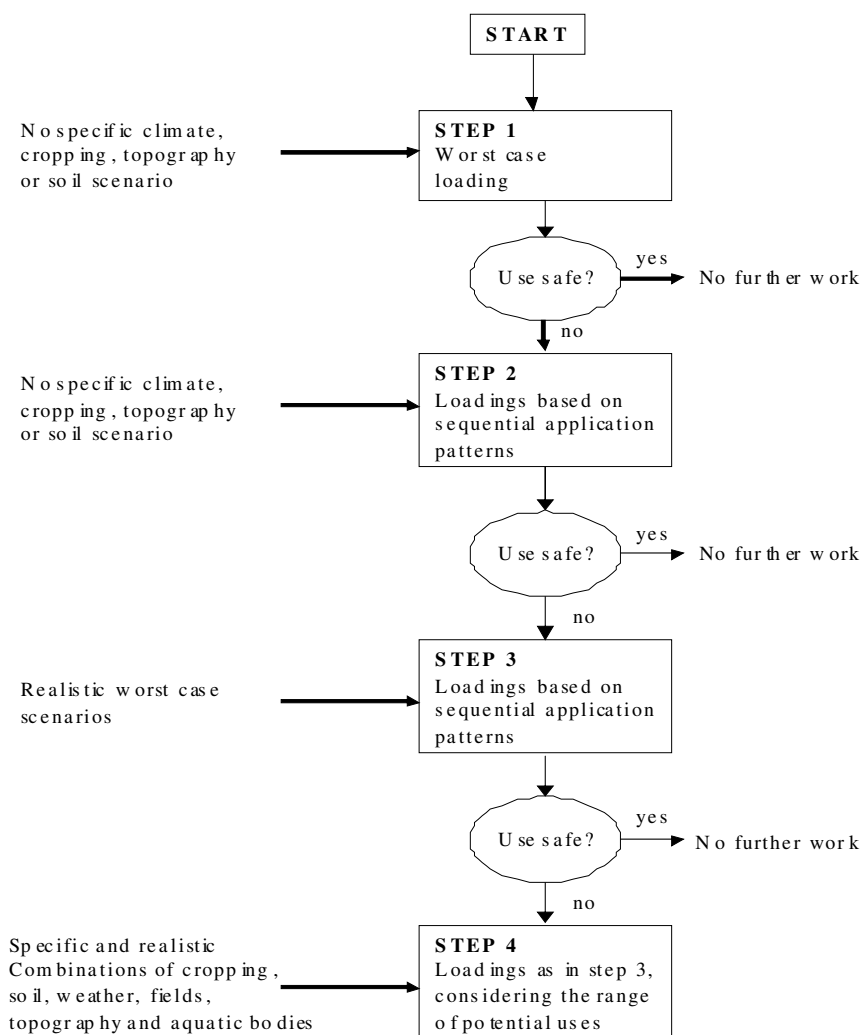 START
No specific climate,
cropping, topography
or soil scenario
STEP 1
Worst case
loading
Use safe?
yes
No further work
no
No specific climate,
cropping, topography
or soil scenario
STEP 2
Loadings based on
sequential application
patterns
Use safe?
yes
No further work
no
Realistic worst case
scenarios
STEP 3
Loadings based on
sequential application
patterns
Use safe?
yes
No further work
no
Specific and realistic
Combinations of cropping,
soil, weather, fields,
topography and aquatic bodies
STEP 4
Loadings as in step 3,
considering the range
of potential uses